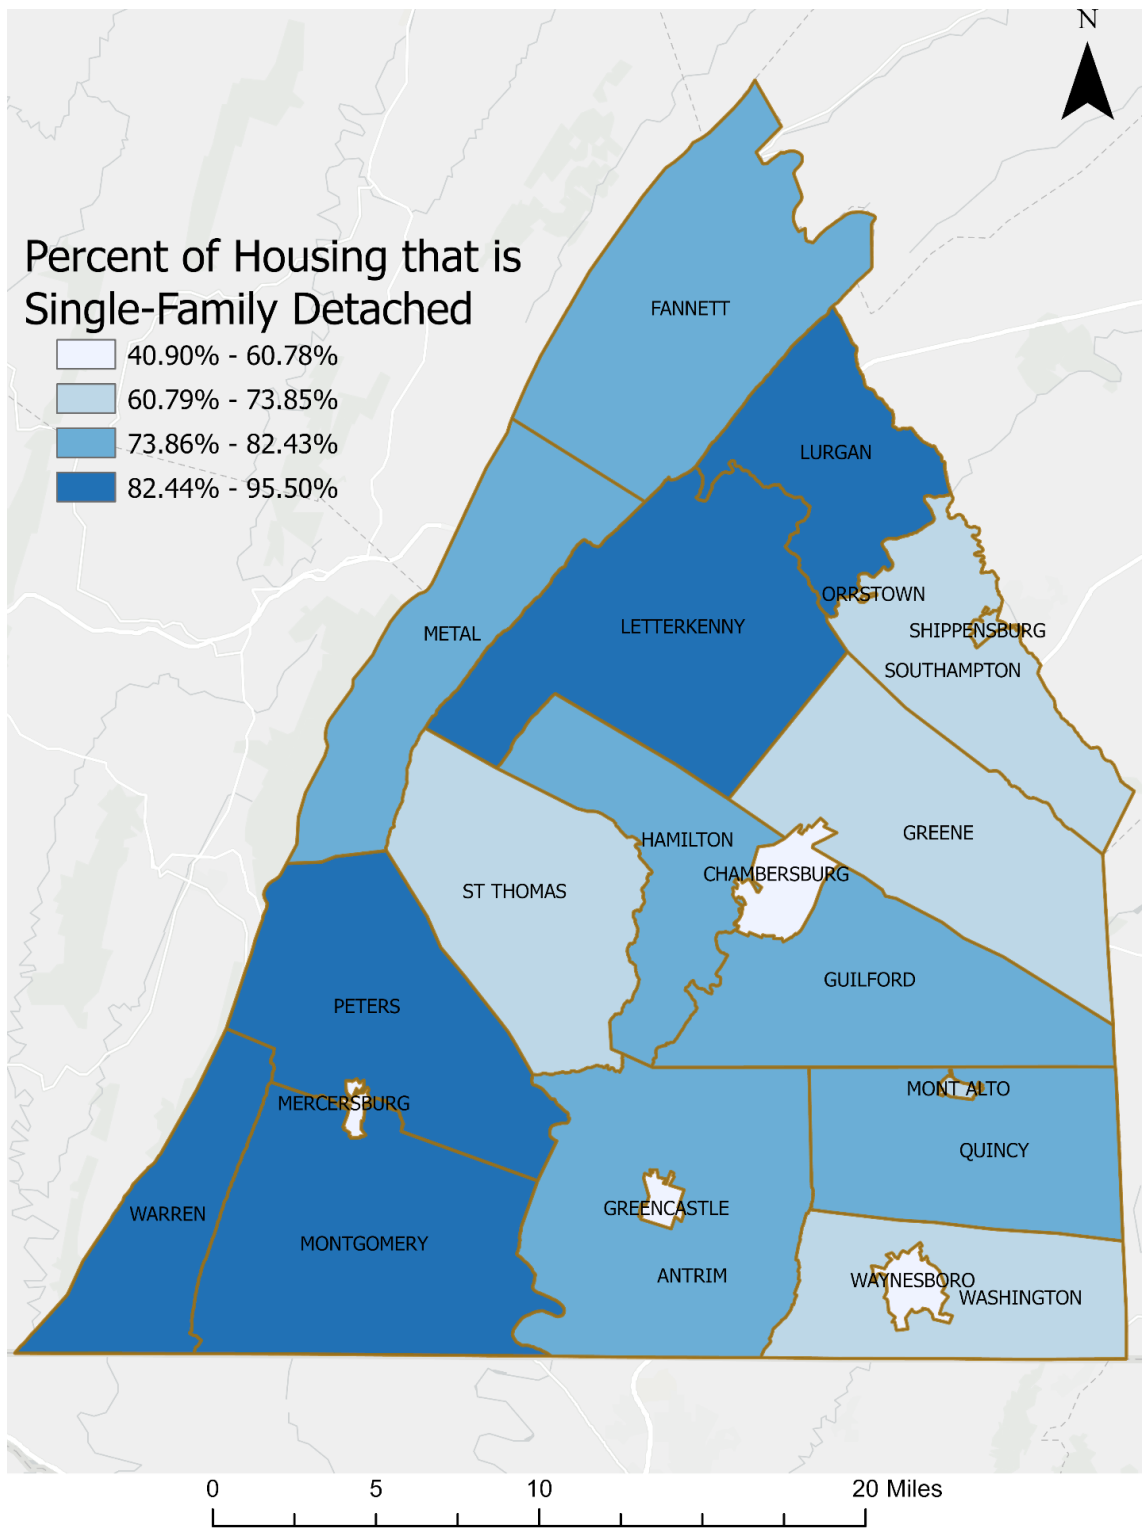 N
Percent of Housing that is
Single-Family Detached
40.90% - 60.78%
60.79% - 73.85%
73.86% - 82.43%
82.44% - 95.50%
FANNETT
LURGAN
ORRSTOWN
LETTERKENNY
SHIPPENSBURG
METAL
SOUTHAMPTON
HAMILTON
GREENE
CHAMBERSBURG
ST THOMAS
GUILFORD
PETERS
MONT ALTO
MERCERSBURG
QUINCY
GREENCASTLE
WARREN
MONTGOMERY
ANTRIM
WAYNESBORO
WASHINGTON
0 5 10 20 Miles